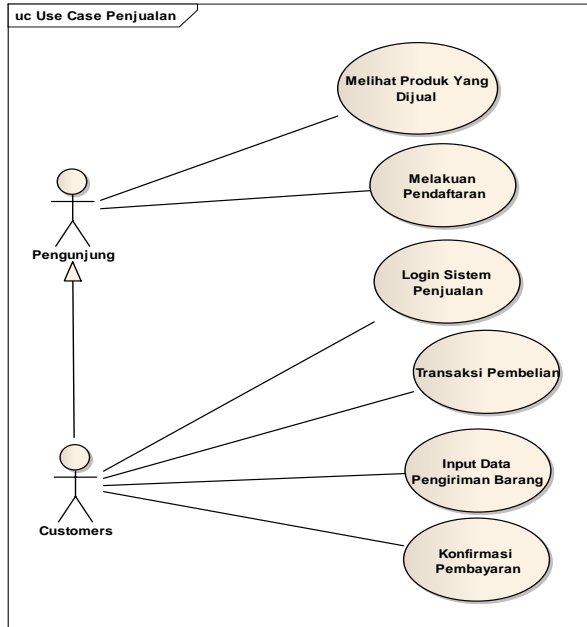 uc Use Case Penjualan
Melihat Produk Yang
Dijual
Melakuan
Pendaftaran
Pengunjung
Login Sistem
Penjualan
Transaksi Pembelian
Input Data
Pengiriman Barang
Customers
Konfirmasi
Pembayaran